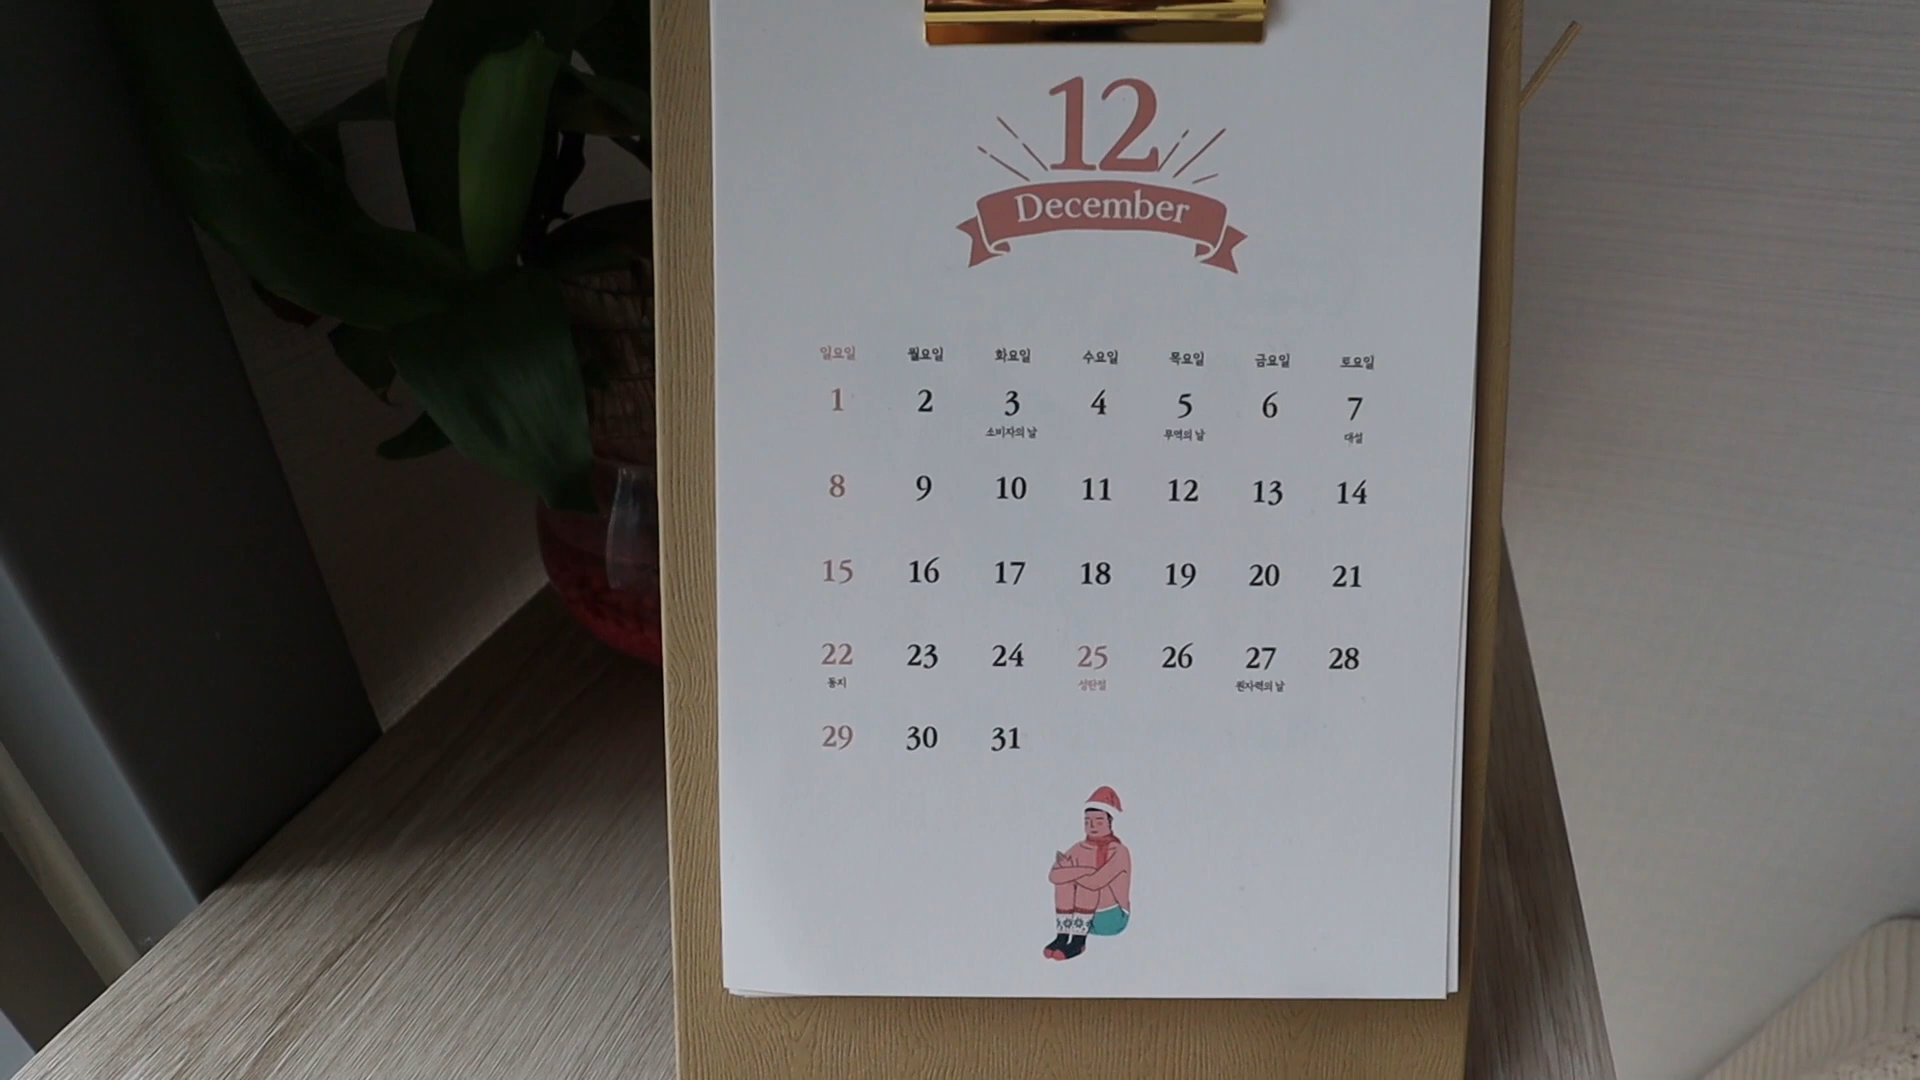 12
December
일요일 월요일 화요일 수요일 목요일 금요일 토요일
1 2 3 4 5 6 7
소비자의 날 무역의 날 대설
8 9 10 11 12 13 14
15 16 17 18 19 20 21
22 23 24 25 26 27 28
동지 성탄절 원자력의 날
29 30 31